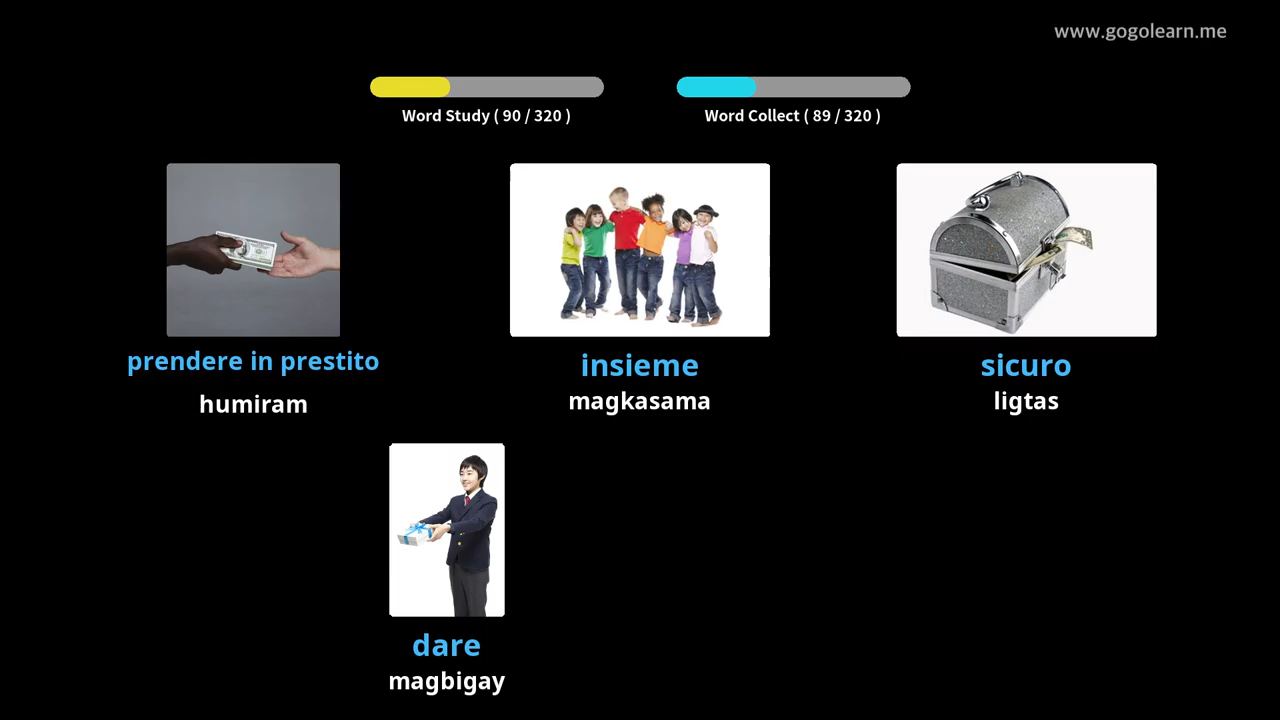 www.gogolearn.me
Word Study ( 90 / 320 )
Word Collect ( 89 / 320 )
prendere in prestito
humiram
insieme
magkasama
sicuro
ligtas
dare
magbigay